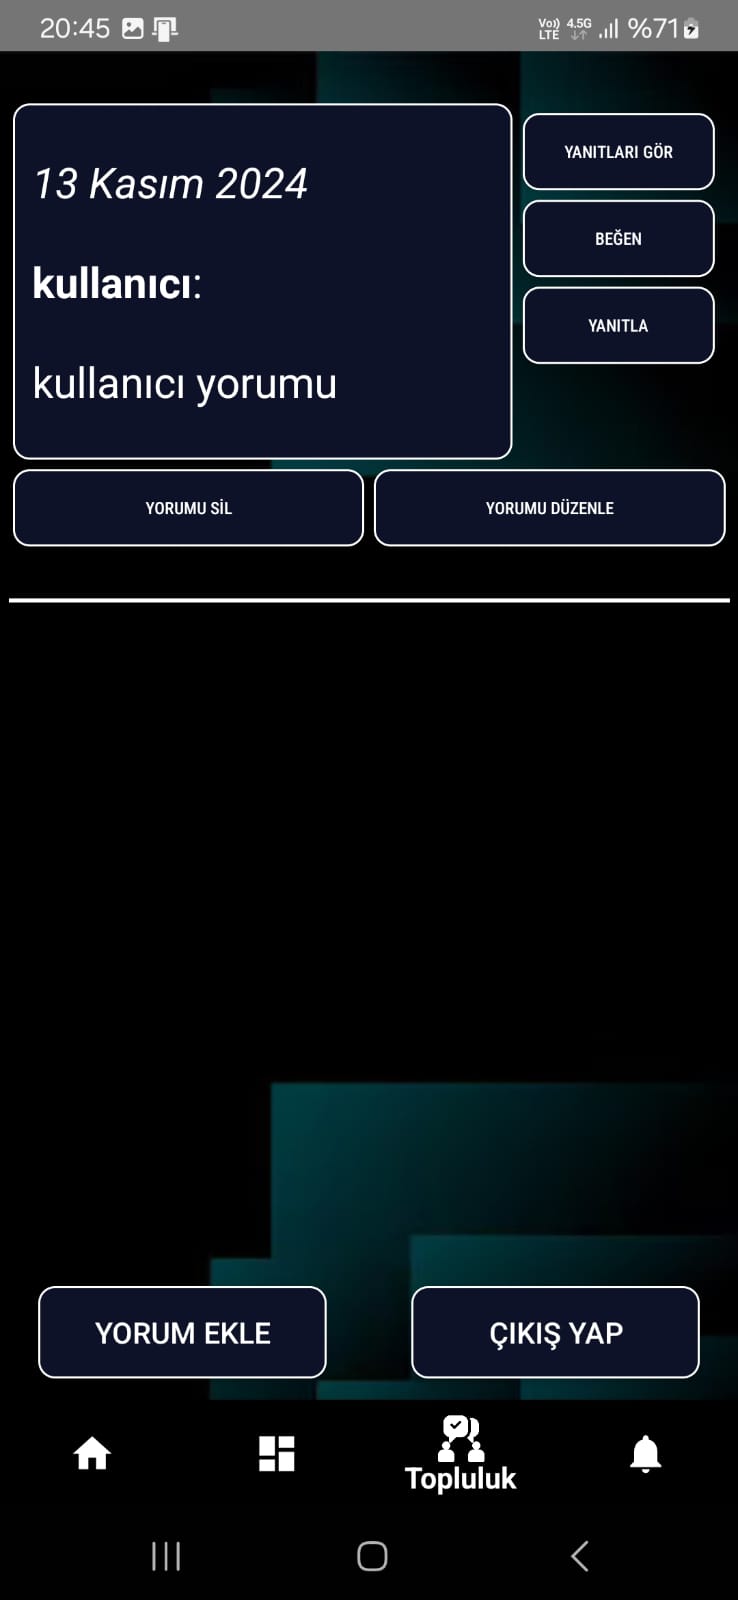 20:45 Vo)) LTE 4.5G %71
13 Kasım 2024
kullanıcı:
kullanıcı yorumu
YANITLARI GÖR
BEĞEN
YANITLA
YORUMU SİL
YORUMU DÜZENLE
YORUM EKLE
ÇIKIŞ YAP
Topluluk